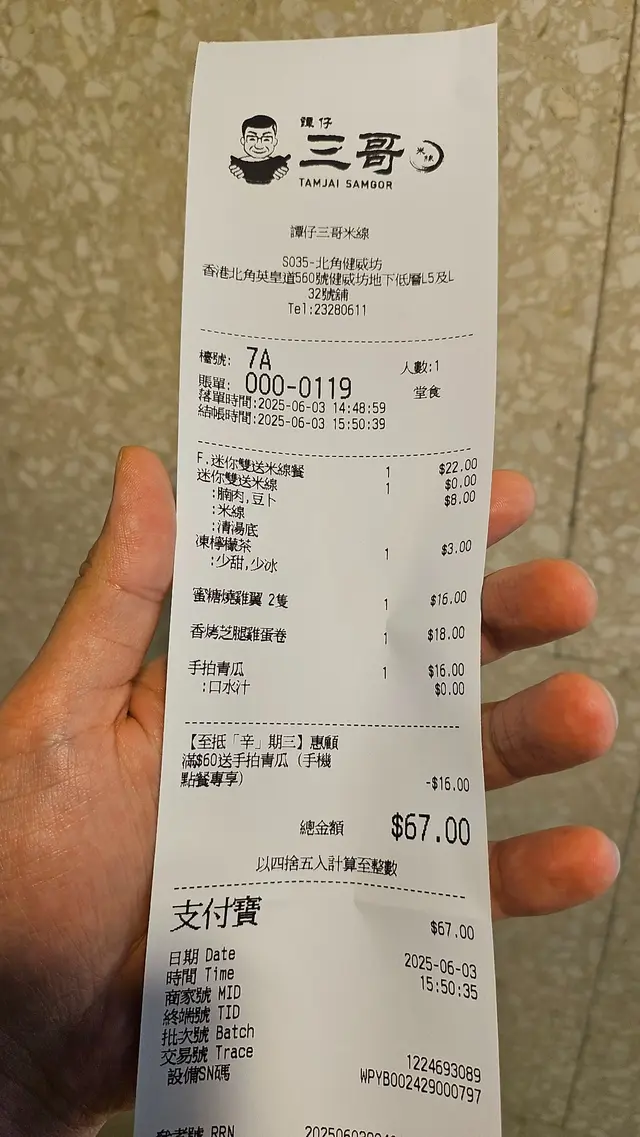 譚仔
三哥
米線
TAMJAI SAMGOR
譚仔三哥米線
S035-北角健威坊
香港北角英皇道560號健威坊地下低層L5及L
32號舖
Tel:23280611
檯號: 7A 人數:1
賬單: 000-0119 堂食
落單時間:2025-06-03 14:48:59
結帳時間:2025-06-03 15:50:39
F.迷你雙送米線餐 1 $22.00
迷你雙送米線 1 $0.00
:腩肉,豆卜 $8.00
:米線
:清湯底
凍檸檬茶 1 $3.00
:少甜,少冰
蜜糖燒雞翼 2隻 1 $16.00
香烤芝腿雞蛋卷 1 $18.00
手拍青瓜 1 $16.00
:口水汁 $0.00
【至抵「辛」期三】惠顧
滿$60送手拍青瓜 (手機
點餐專享) -$16.00
總金額 $67.00
以四捨五入計算至整數
支付寶 $67.00
日期 Date 2025-06-03
時間 Time 15:50:35
商家號 MID
終端號 TID
批次號 Batch
交易號 Trace 1224693089
設備SN碼 WPYB002429000797
參考號 RRN